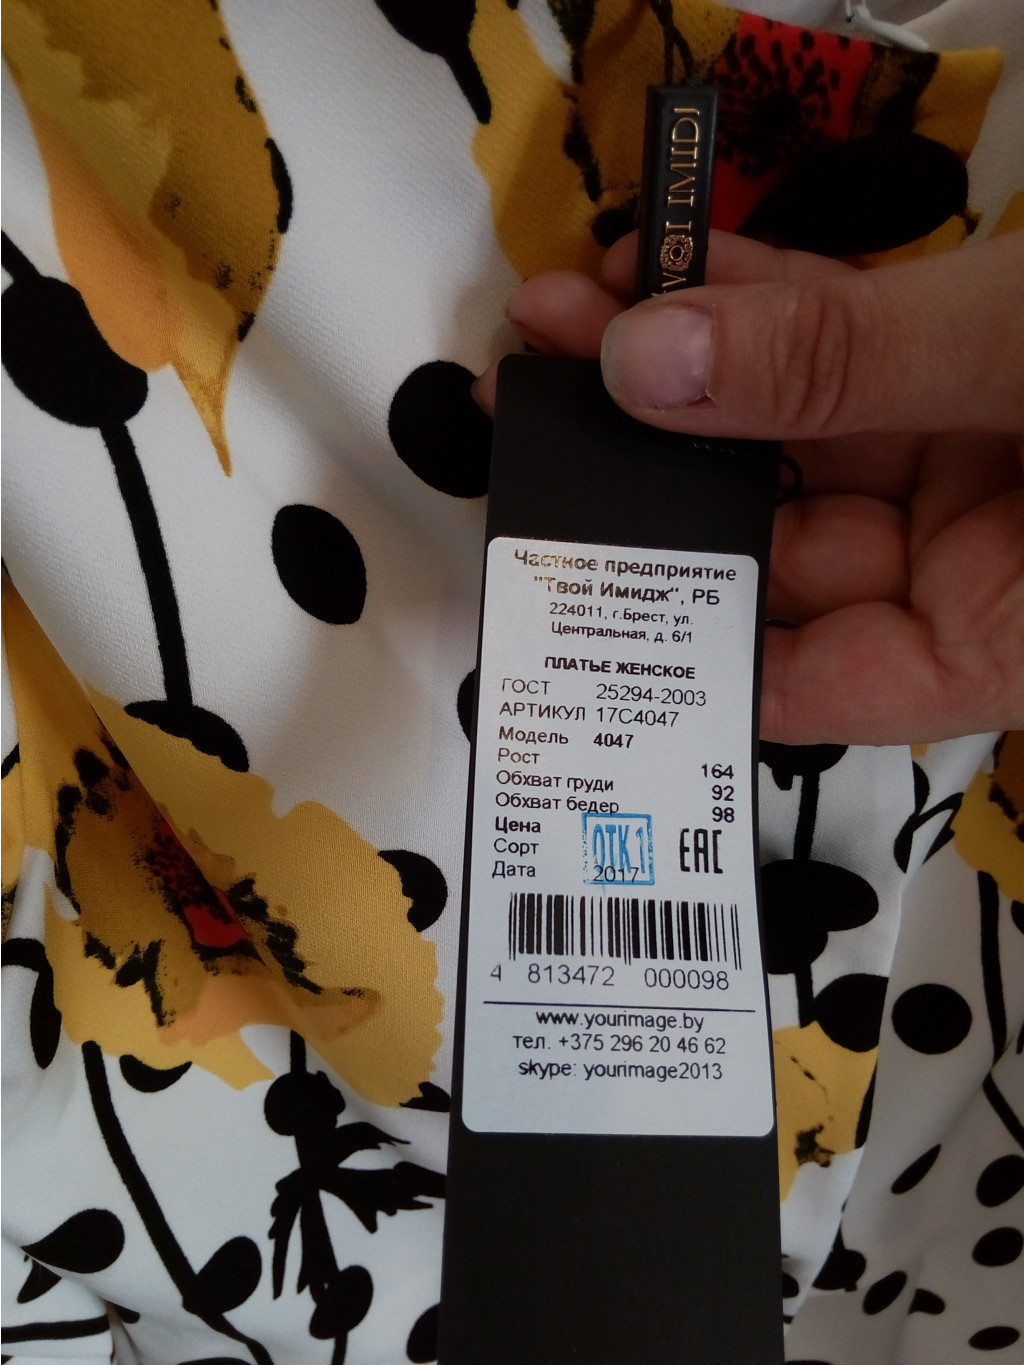 IMIDJ
Частное предприятие
"Твой Имидж", РБ
224011, г.Брест, ул.
Центральная, д. 6/1
ПЛАТЬЕ ЖЕНСКОЕ
ГОСТ 25294-2003
АРТИКУЛ 17С4047
Модель 4047
Рост 164
Обхват груди 92
Обхват бедер 98
Цена
Сорт ОТК 1 EAC
Дата 2017
4 813472 000098
www.yourimage.by
тел. +375 296 20 46 62
skype: yourimage2013